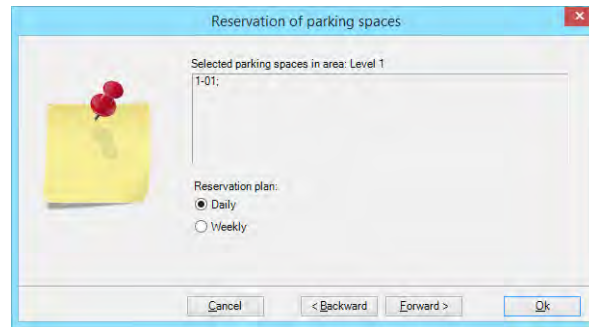 Reservation of parking spaces
Selected parking spaces in area: Level 1
1-01;
Reservation plan:
Daily
Weekly
Cancel
< Backward
Forward >
Ok